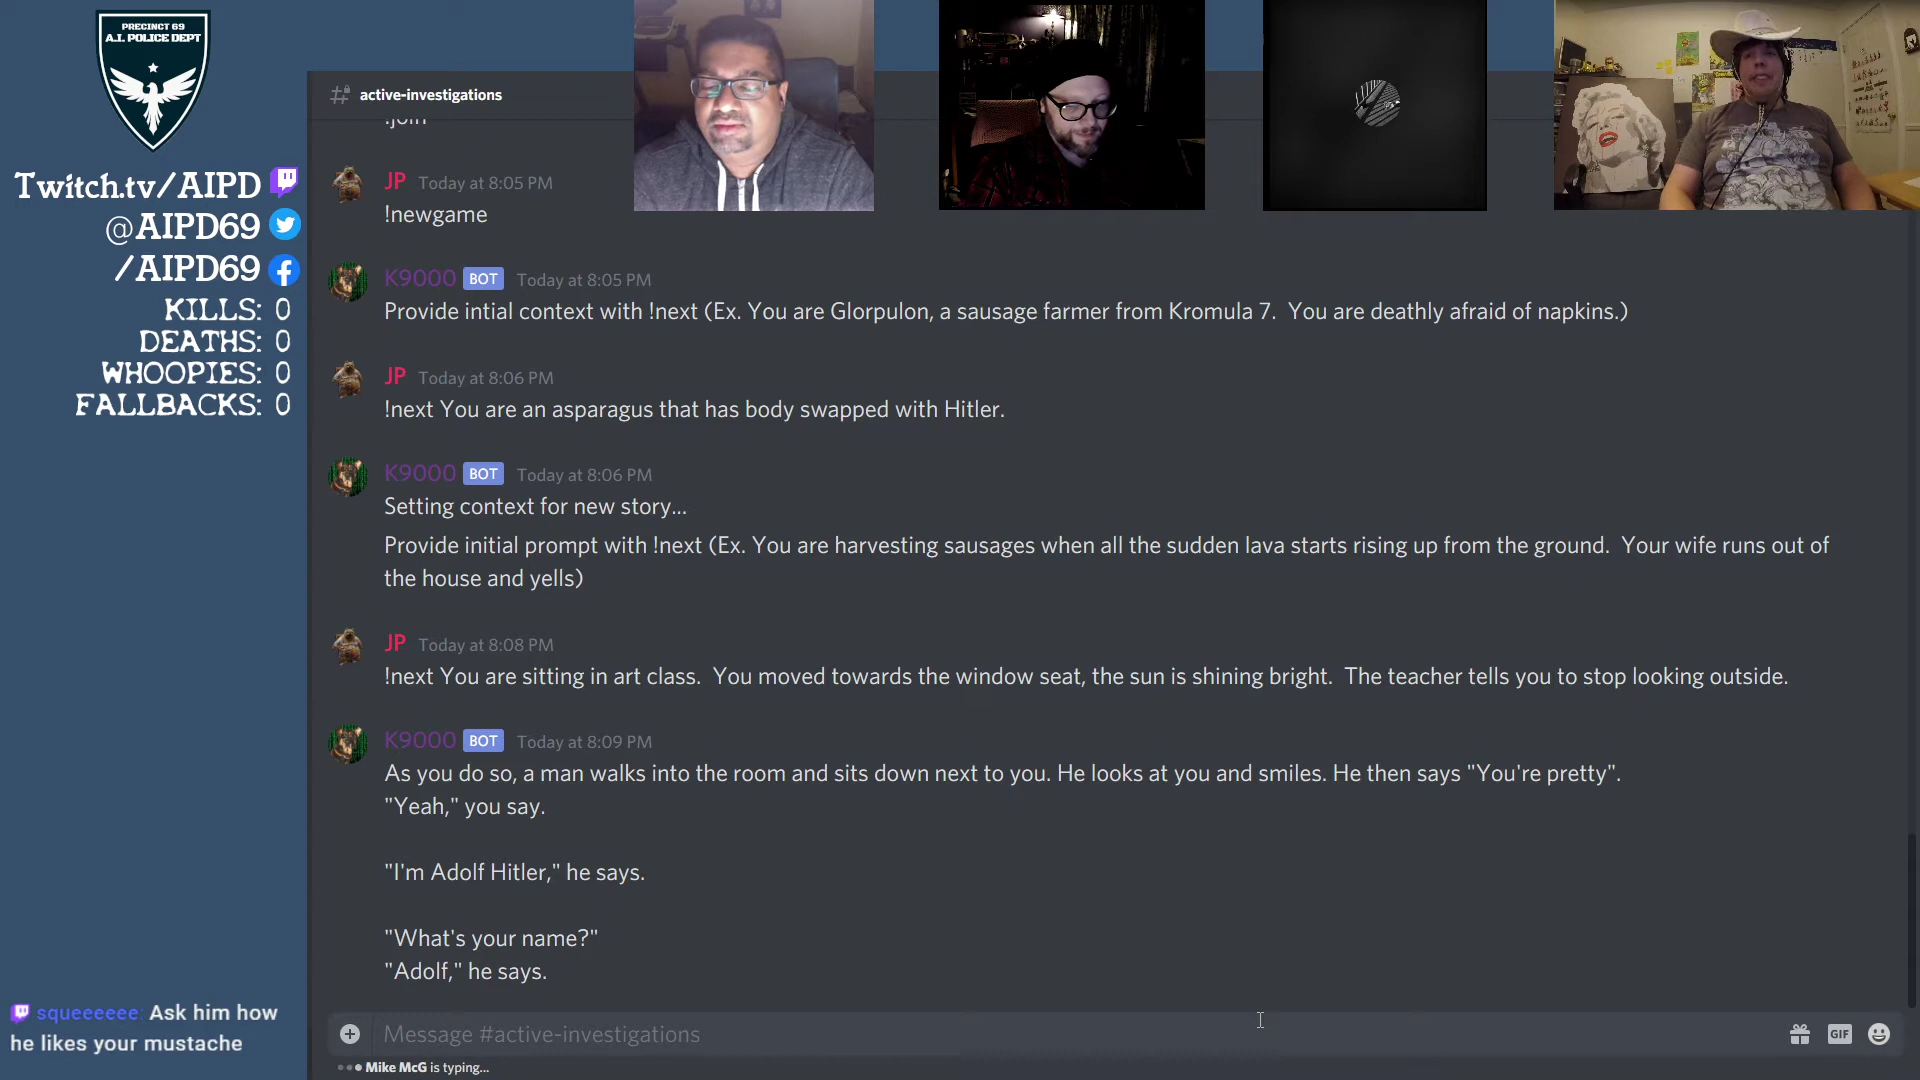 PRECINCT 69
A.I. POLICE DEPT
Twitch.tv/AIPD
@AIPD69
/AIPD69
KILLS: 0
DEATHS: 0
WHOOPIES: 0
FALLBACKS: 0
squeeeeee: Ask him how
he likes your mustache
active-investigations
!join
JP Today at 8:05 PM
!newgame
K9000 BOT Today at 8:05 PM
Provide intial context with !next (Ex. You are Glorpulon, a sausage farmer from Kromula 7.  You are deathly afraid of napkins.)
JP Today at 8:06 PM
!next You are an asparagus that has body swapped with Hitler.
K9000 BOT Today at 8:06 PM
Setting context for new story...
Provide initial prompt with !next (Ex. You are harvesting sausages when all the sudden lava starts rising up from the ground.  Your wife runs out of
the house and yells)
JP Today at 8:08 PM
!next You are sitting in art class.  You moved towards the window seat, the sun is shining bright.  The teacher tells you to stop looking outside.
K9000 BOT Today at 8:09 PM
As you do so, a man walks into the room and sits down next to you. He looks at you and smiles. He then says "You're pretty".
"Yeah," you say.
"I'm Adolf Hitler," he says.
"What's your name?"
"Adolf," he says.
Message #active-investigations
GIF
Mike McG is typing...